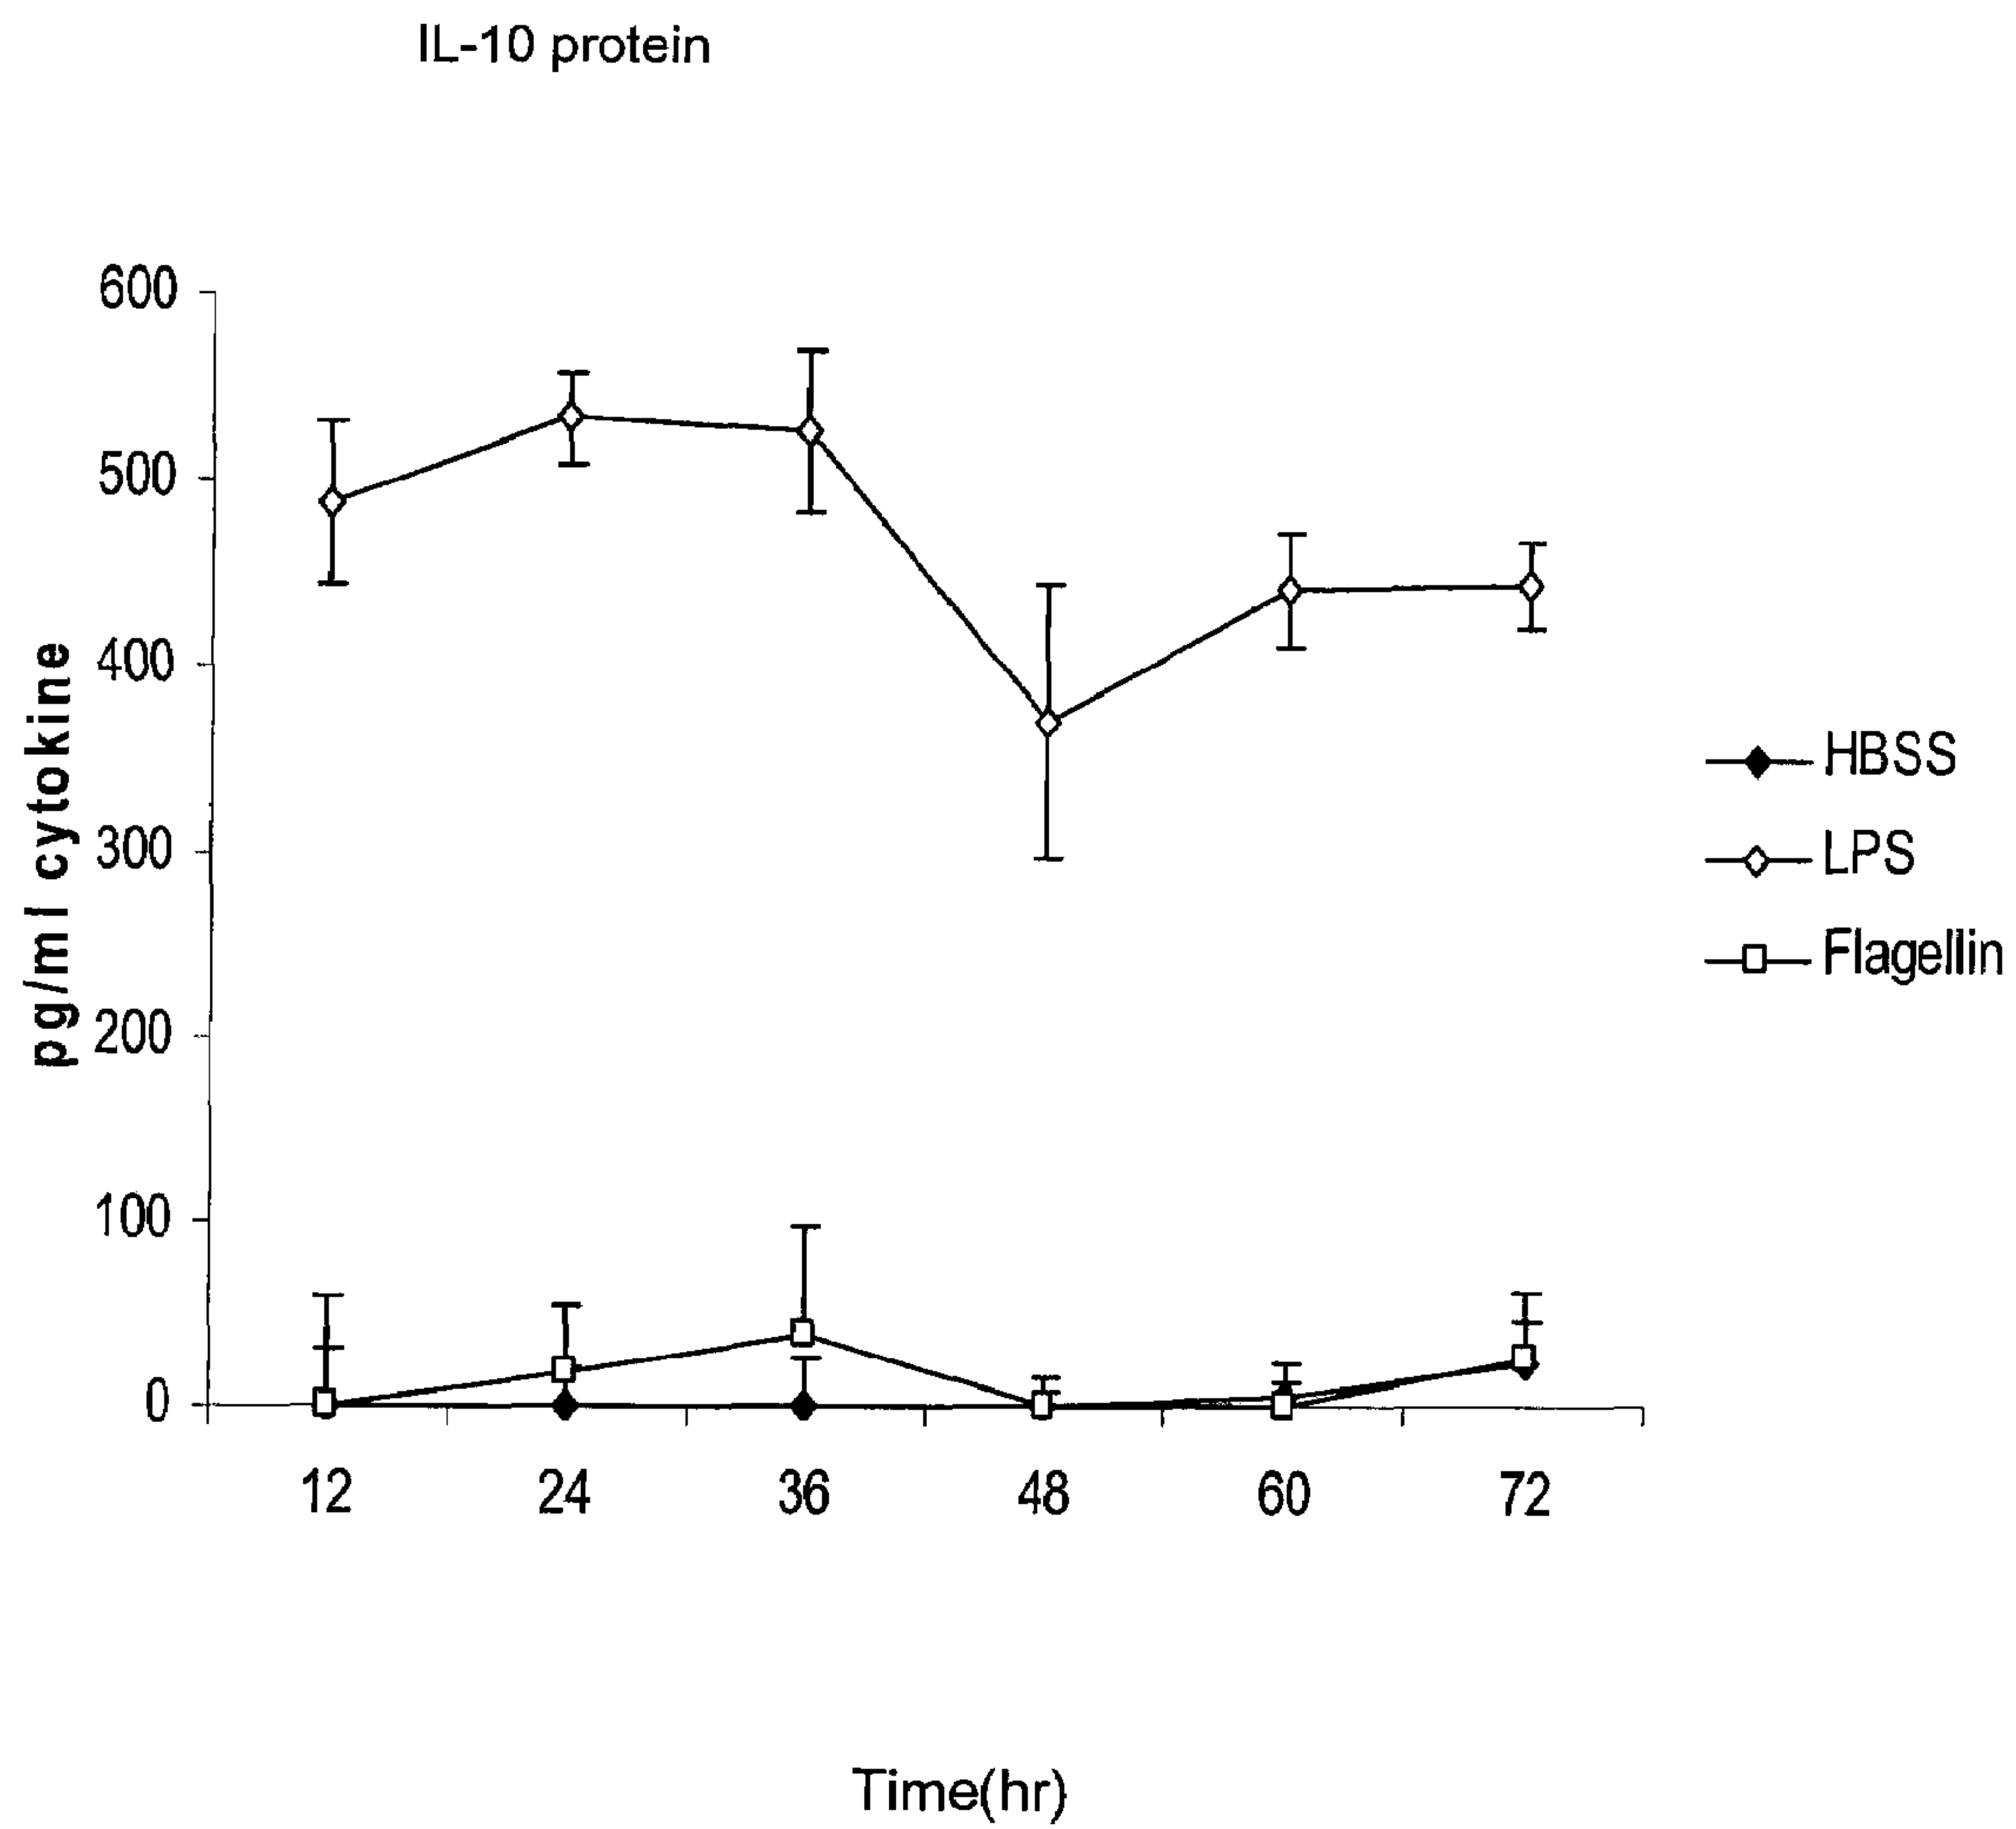 IL-10 protein
600
500
400
300
200
100
0
pg/ml cytokine
12 24 36 48 60 72
Time(hr)
HBSS
LPS
Flagellin